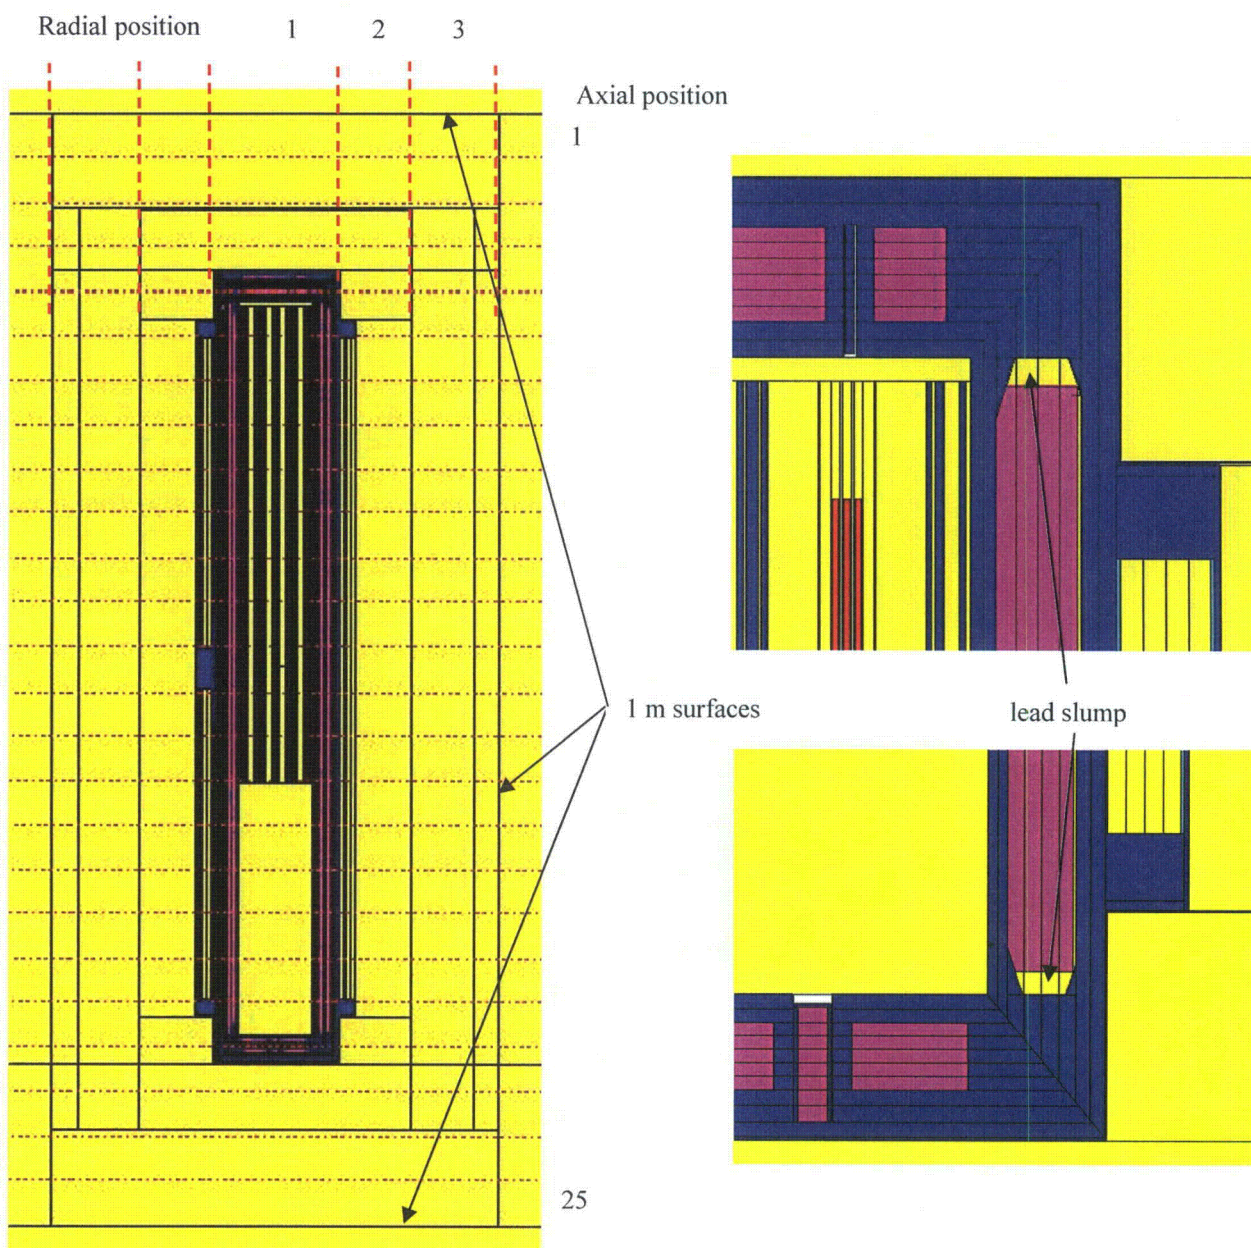 Radial position 1 2 3
Axial position
1
1 m surfaces
lead slump
25